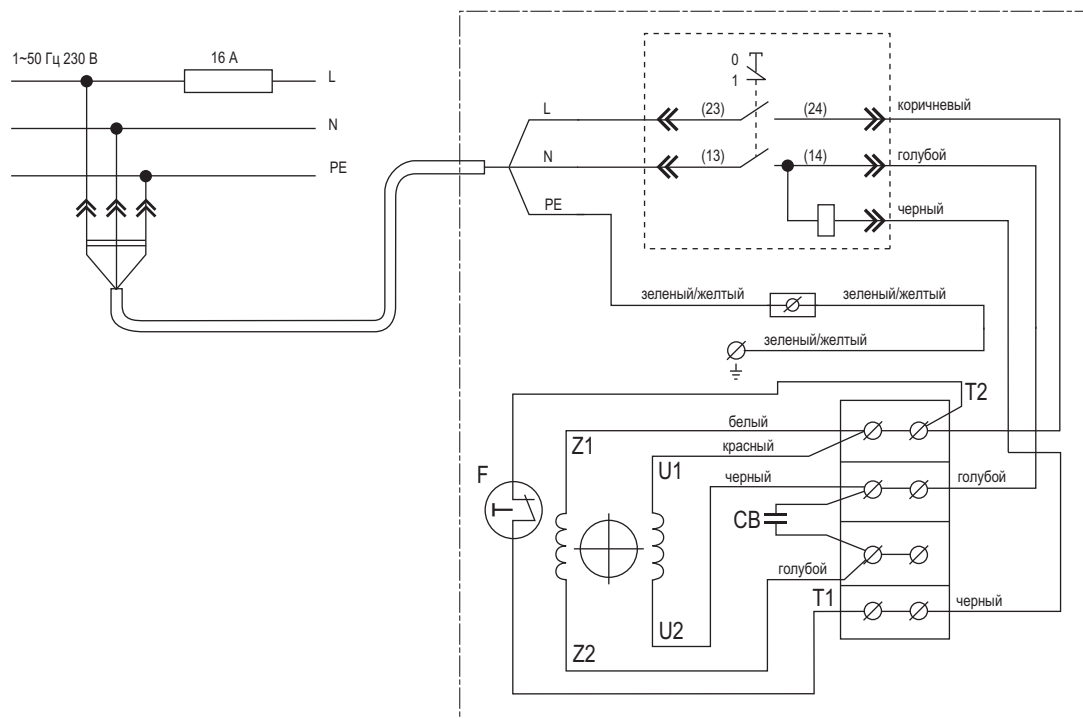 1~50 Гц 230 В
16 А
L
N
PE
0
1
L
(23)
(24)
коричневый
N
(13)
(14)
голубой
PE
черный
зеленый/желтый
зеленый/желтый
зеленый/желтый
T2
белый
Z1
красный
F
U1
черный
голубой
T
CB
голубой
T1
черный
U2
Z2